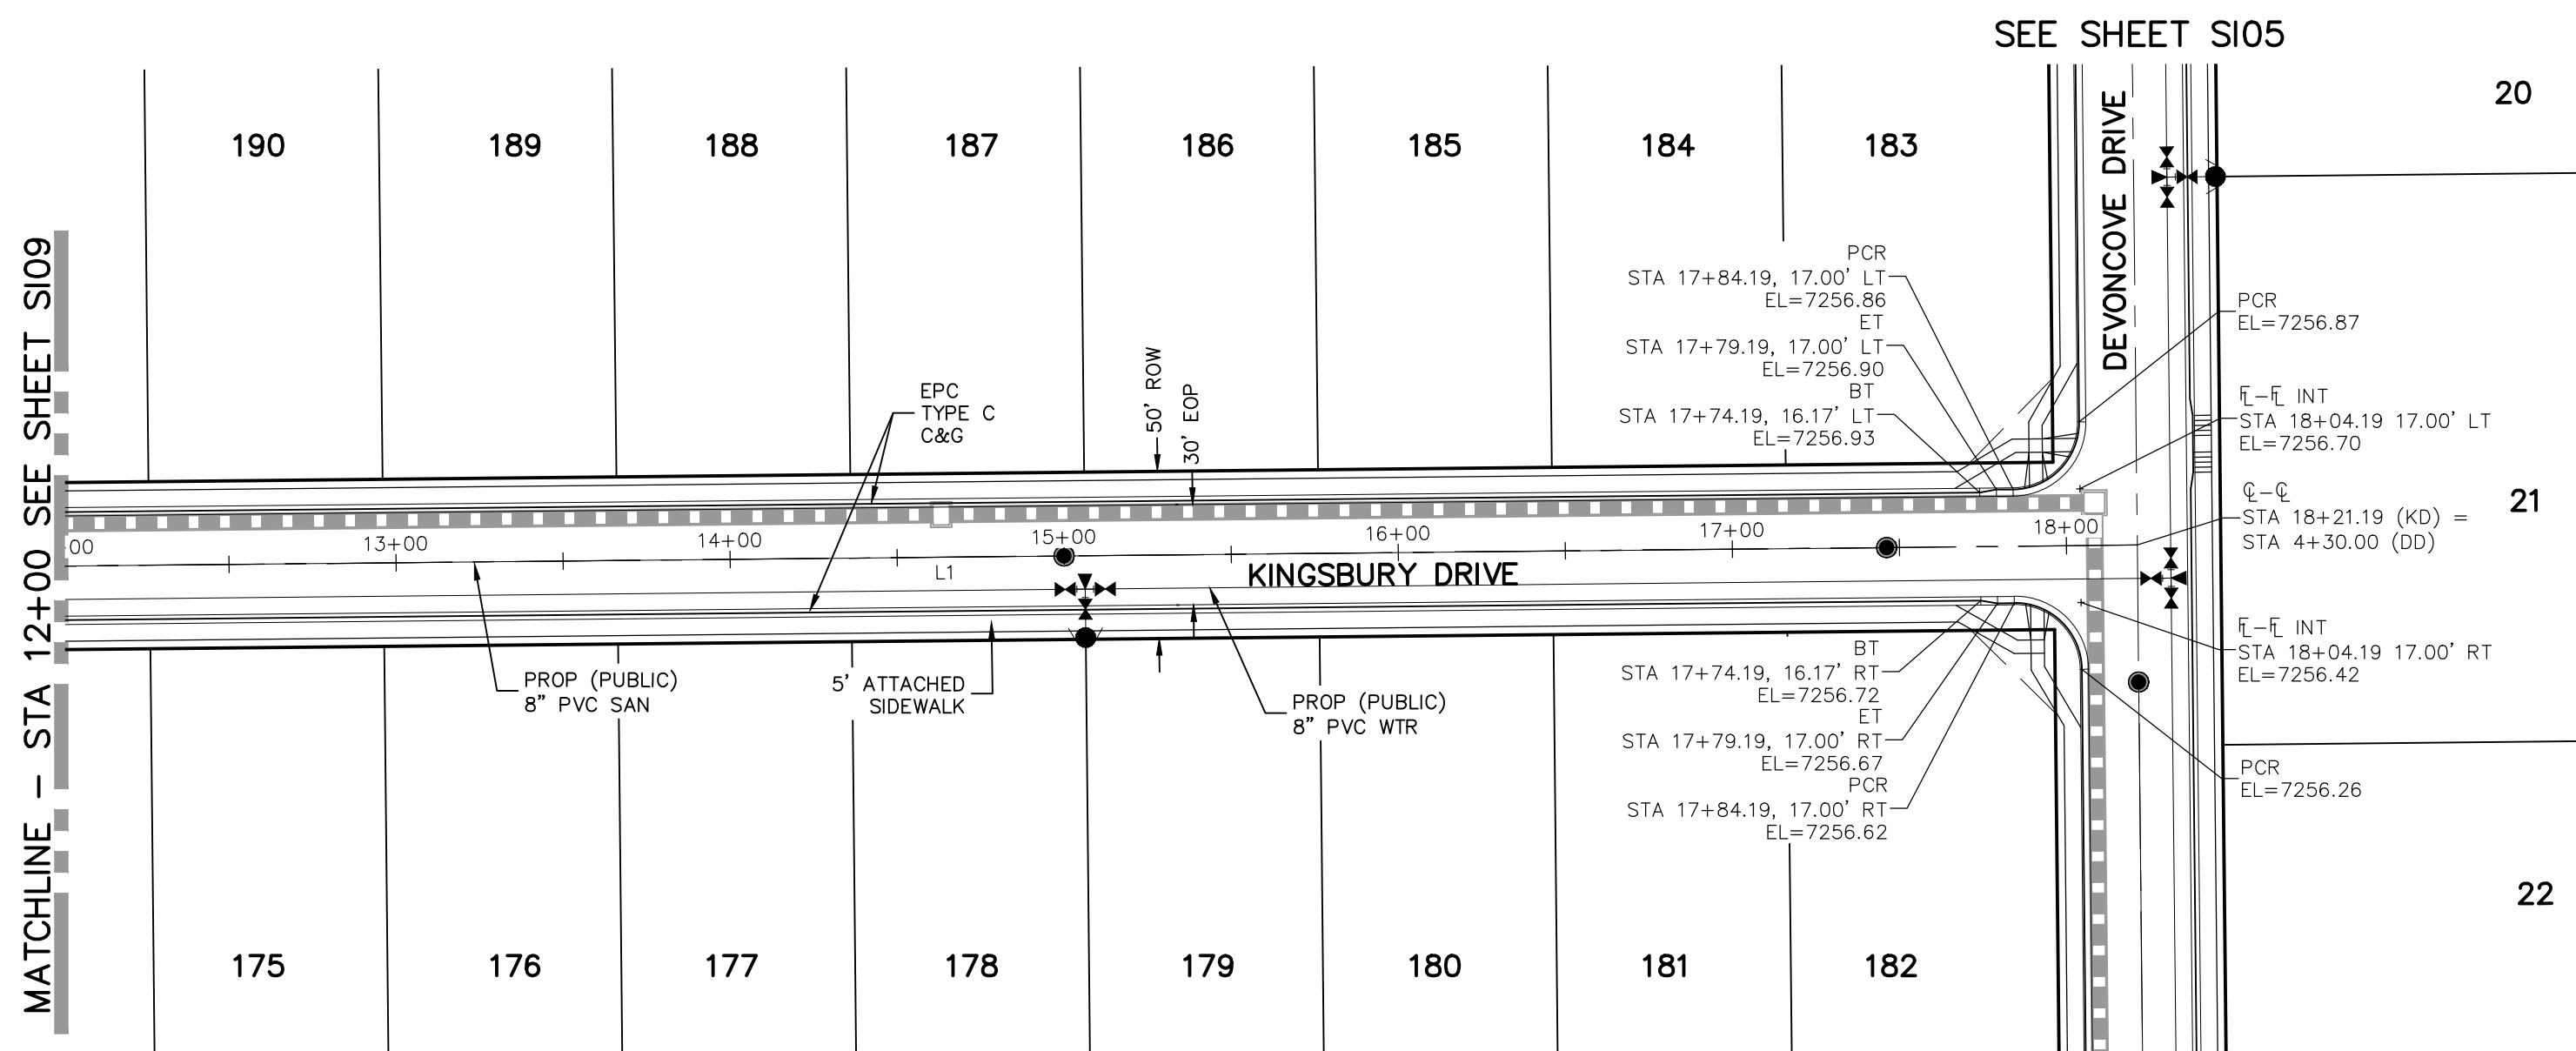 SEE SHEET SI05
MATCHLINE – STA 12+00 SEE SHEET SI09
190
189
188
187
186
185
184
183
DEVONCOVE DRIVE
20
21
22
PCR
STA 17+84.19, 17.00' LT
EL=7256.86
ET
STA 17+79.19, 17.00' LT
EL=7256.90
BT
STA 17+74.19, 16.17' LT
EL=7256.93
PCR
EL=7256.87
FL–FL INT
STA 18+04.19 17.00' LT
EL=7256.70
CL–CL
STA 18+21.19 (KD) =
STA 4+30.00 (DD)
FL–FL INT
STA 18+04.19 17.00' RT
EL=7256.42
PCR
EL=7256.26
EPC
TYPE C
C&G
50' ROW
30' EOP
00
13+00
14+00
15+00
16+00
17+00
18+00
L1
KINGSBURY DRIVE
PROP (PUBLIC)
8" PVC SAN
5' ATTACHED
SIDEWALK
PROP (PUBLIC)
8" PVC WTR
BT
STA 17+74.19, 16.17' RT
EL=7256.72
ET
STA 17+79.19, 17.00' RT
EL=7256.67
PCR
STA 17+84.19, 17.00' RT
EL=7256.62
175
176
177
178
179
180
181
182